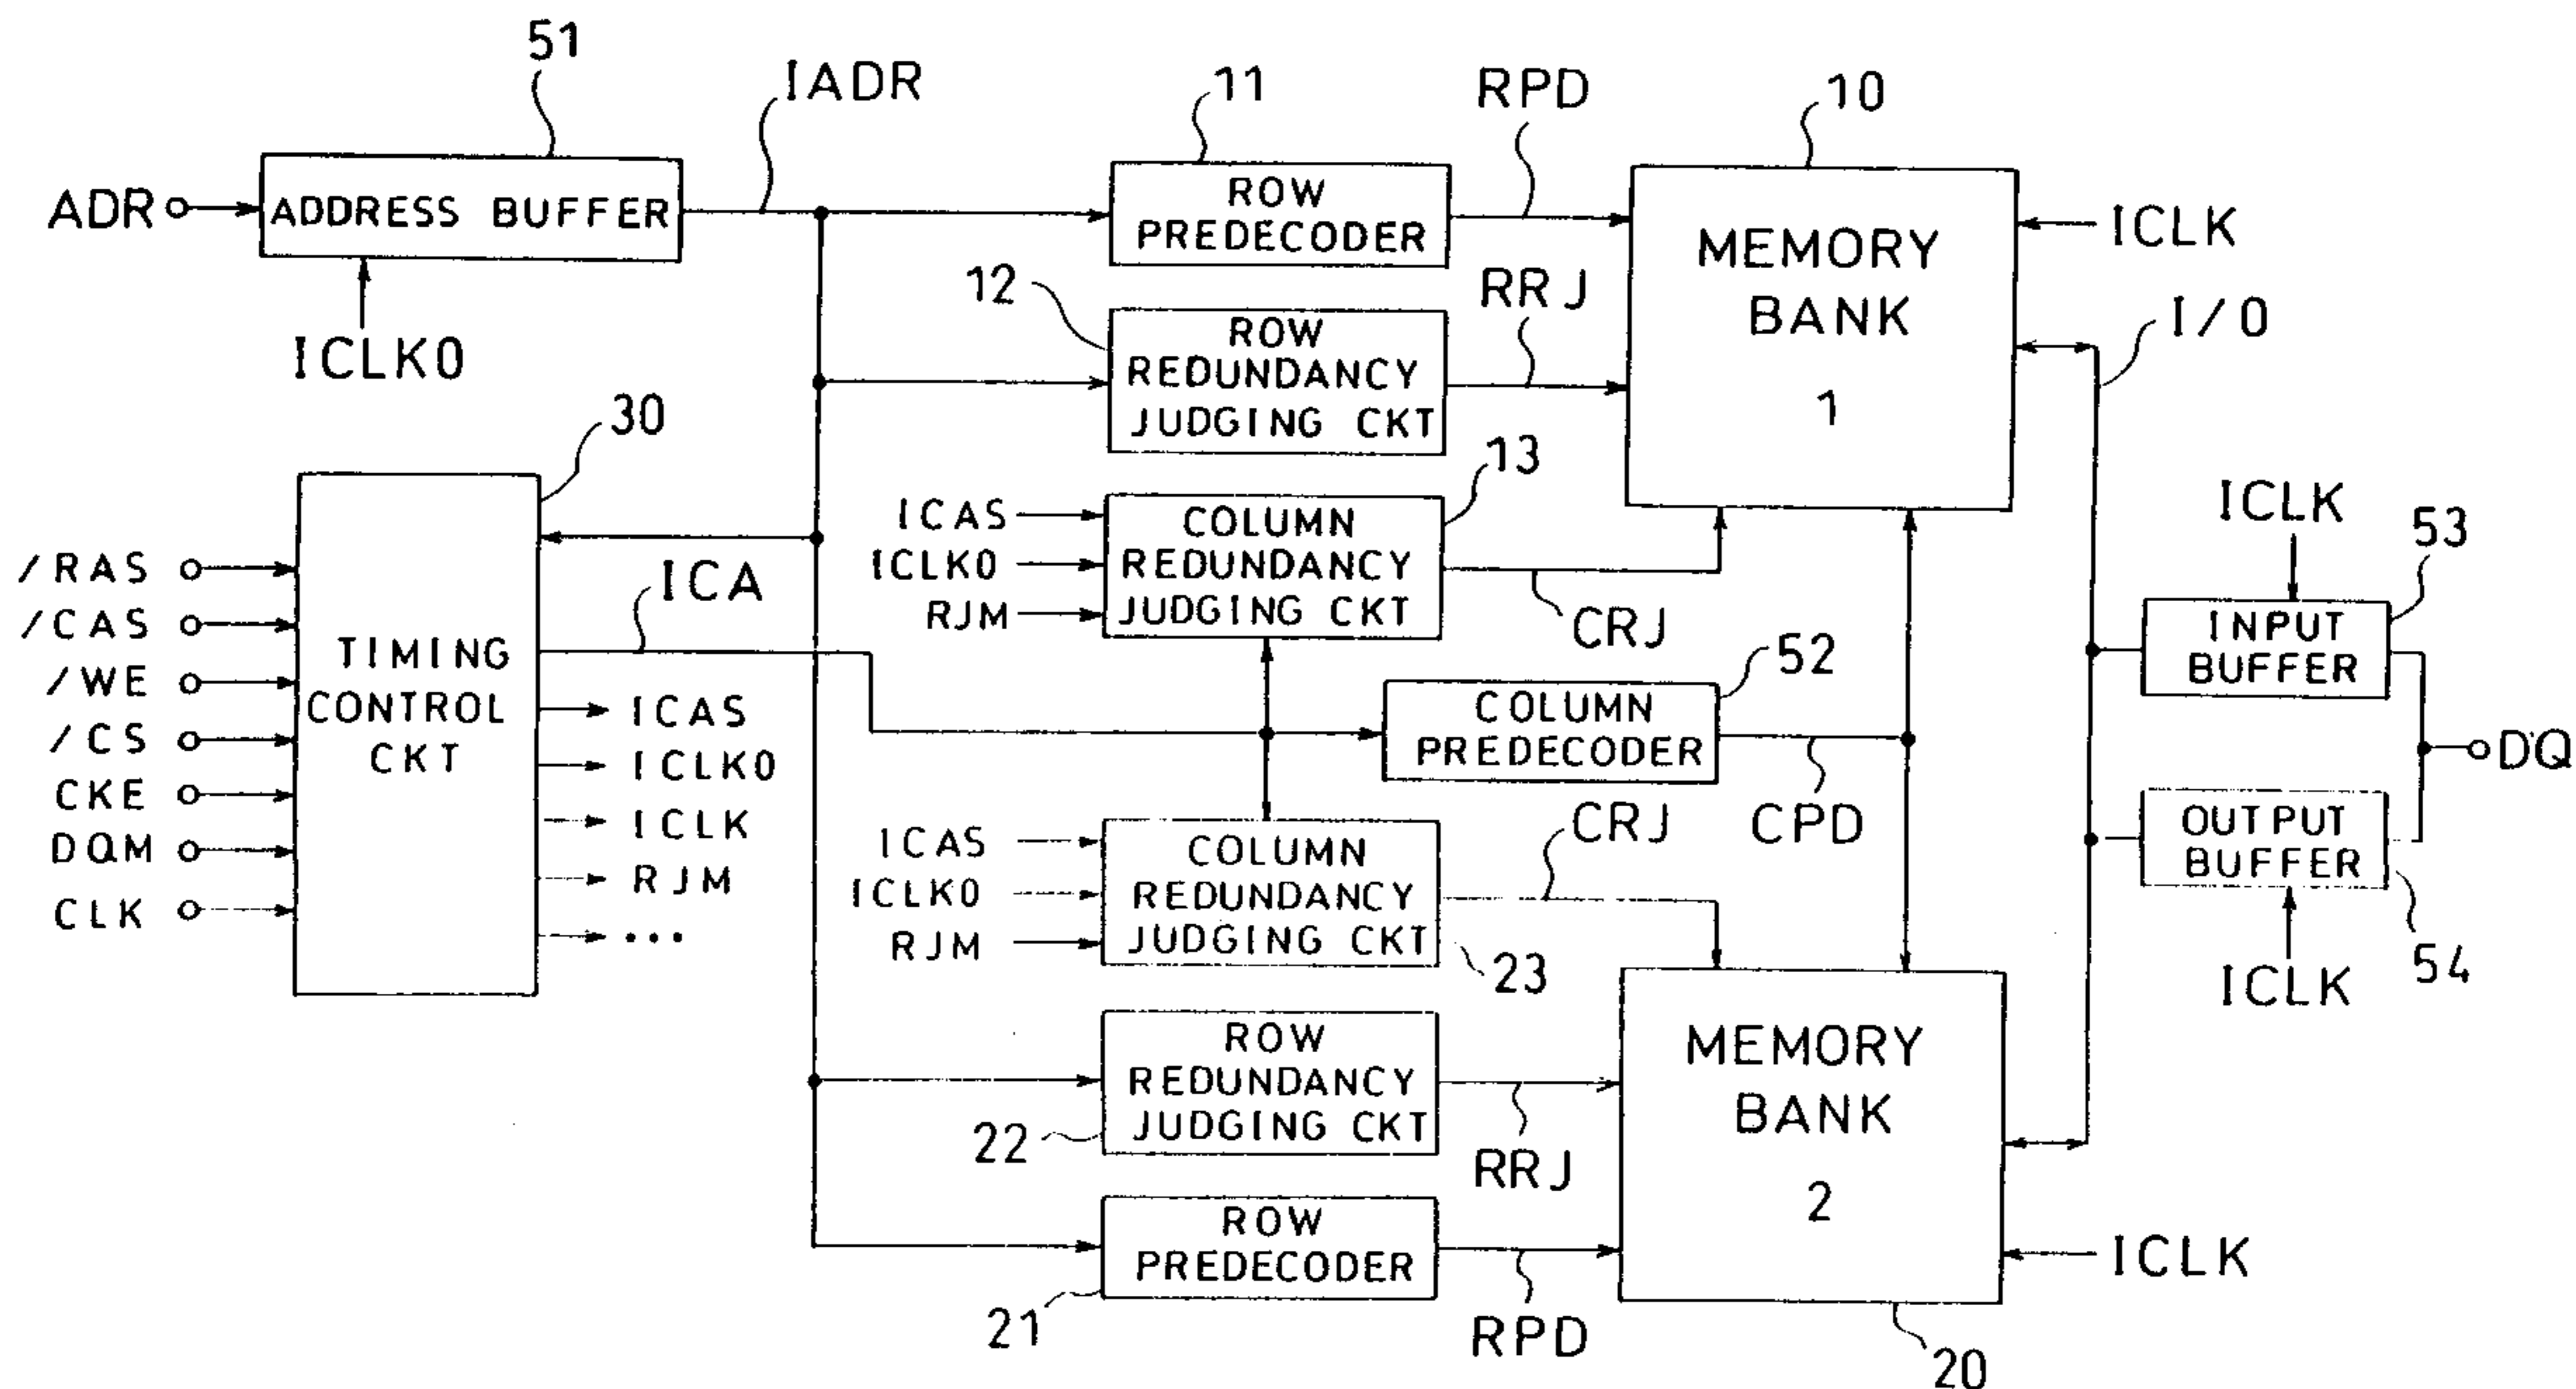 51
IADR
11
RPD
10
ADR
ADDRESS BUFFER
ROW
PREDECODER
MEMORY
BANK
1
ICLK
I/O
ICLK0
12
ROW
REDUNDANCY
JUDGING CKT
RRJ
30
13
ICAS
ICLK0
RJM
COLUMN
REDUNDANCY
JUDGING CKT
CRJ
ICLK
53
INPUT
BUFFER
/RAS
/CAS
/WE
/CS
CKE
DQM
CLK
TIMING
CONTROL
CKT
ICA
ICAS
ICLK0
ICLK
RJM
...
52
COLUMN
PREDECODER
CPD
DQ
OUTPUT
BUFFER
54
ICLK
ICAS
ICLK0
RJM
COLUMN
REDUNDANCY
JUDGING CKT
CRJ
23
22
ROW
REDUNDANCY
JUDGING CKT
RRJ
MEMORY
BANK
2
ROW
PREDECODER
21
RPD
ICLK
20